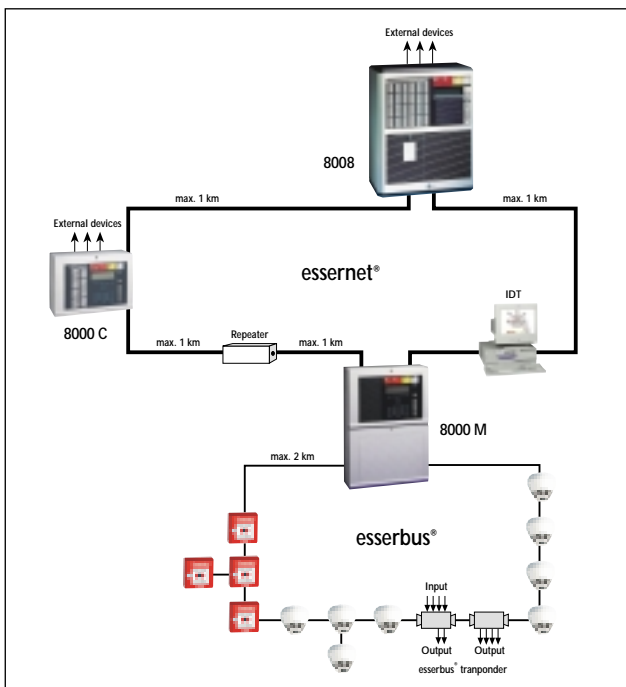 External devices
8008
max. 1 km
max. 1 km
External devices
essernet®
IDT
8000 C
Repeater
max. 1 km
max. 1 km
8000 M
max. 2 km
esserbus®
Input
Output
Output
esserbus® tranponder